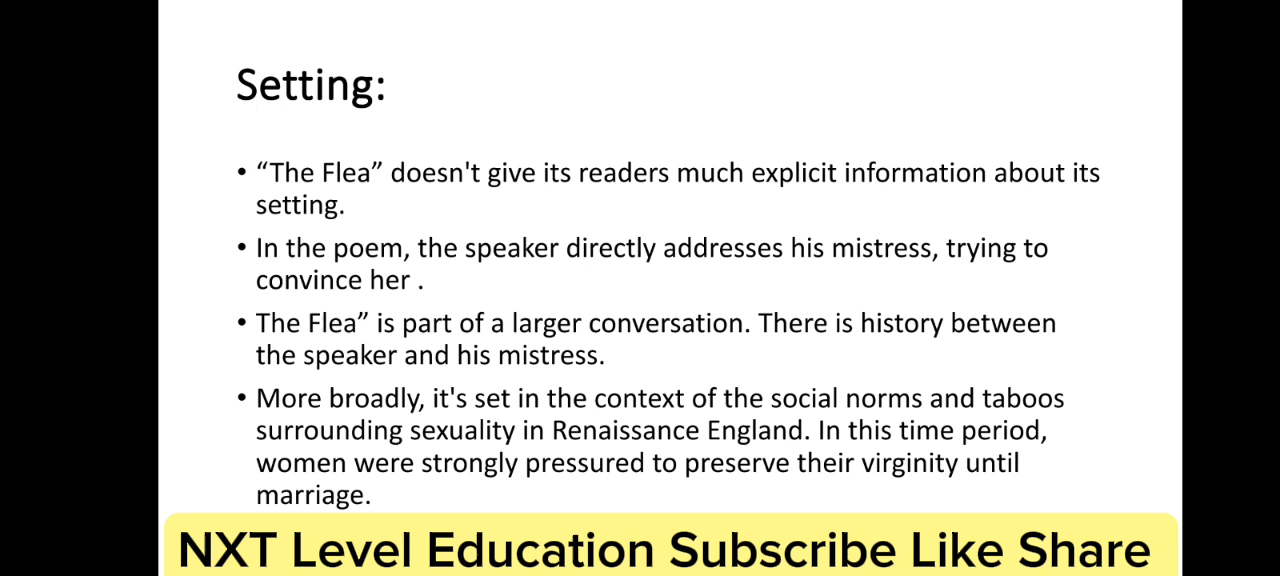 Setting:
• “The Flea” doesn't give its readers much explicit information about its
setting.
• In the poem, the speaker directly addresses his mistress, trying to
convince her .
• The Flea” is part of a larger conversation. There is history between
the speaker and his mistress.
• More broadly, it's set in the context of the social norms and taboos
surrounding sexuality in Renaissance England. In this time period,
women were strongly pressured to preserve their virginity until
marriage.
NXT Level Education Subscribe Like Share